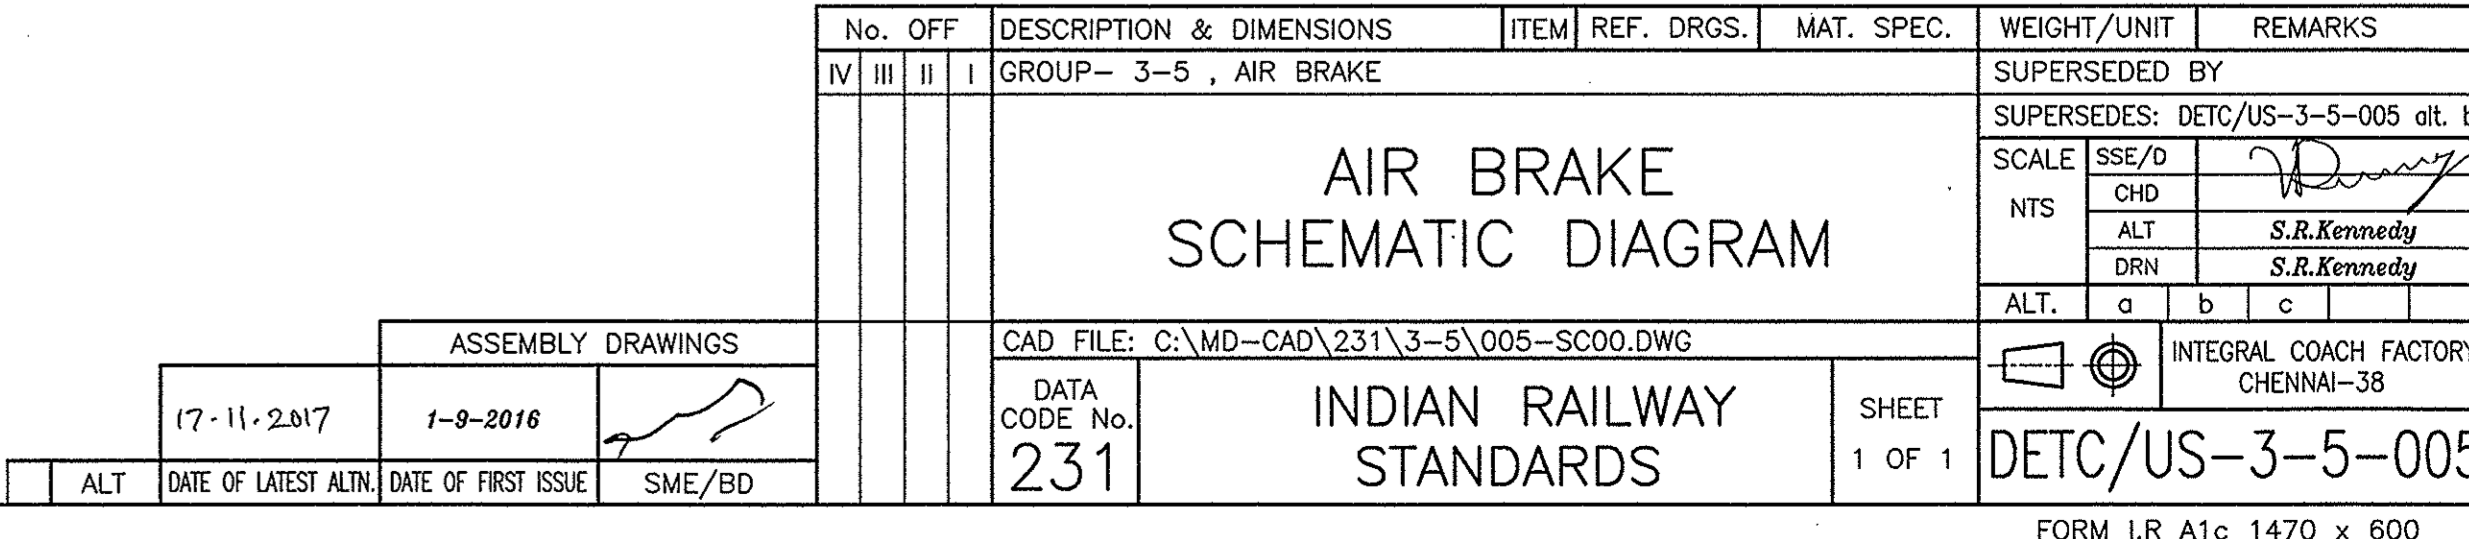 No. OFF DESCRIPTION & DIMENSIONS ITEM REF. DRGS. MAT. SPEC. WEIGHT/UNIT REMARKS
IV III II I GROUP- 3-5 , AIR BRAKE SUPERSEDED BY
SUPERSEDES: DETC/US-3-5-005 alt. b
AIR BRAKE
SCHEMATIC DIAGRAM
SCALE
NTS
SSE/D
CHD
ALT S.R.Kennedy
DRN S.R.Kennedy
ALT. a b c
ASSEMBLY DRAWINGS
CAD FILE: C:\MD-CAD\231\3-5\005-SC00.DWG
INTEGRAL COACH FACTORY
CHENNAI-38
17-11-2017 1-9-2016
ALT DATE OF LATEST ALTN. DATE OF FIRST ISSUE SME/BD
DATA
CODE No.
231
INDIAN RAILWAY
STANDARDS
SHEET
1 OF 1
DETC/US-3-5-005
FORM I.R A1c 1470 x 600